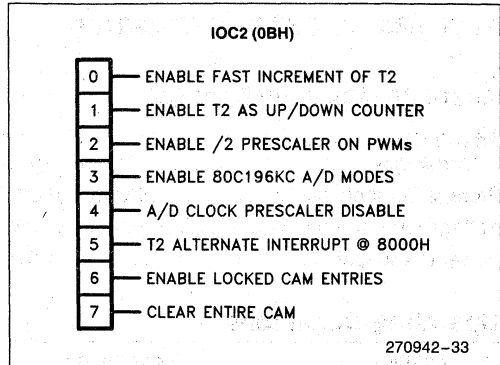 IOC2 (0BH)
0 ENABLE FAST INCREMENT OF T2
1 ENABLE T2 AS UP/DOWN COUNTER
2 ENABLE /2 PRESCALER ON PWMs
3 ENABLE 80C196KC A/D MODES
4 A/D CLOCK PRESCALER DISABLE
5 T2 ALTERNATE INTERRUPT @ 8000H
6 ENABLE LOCKED CAM ENTRIES
7 CLEAR ENTIRE CAM
270942-33